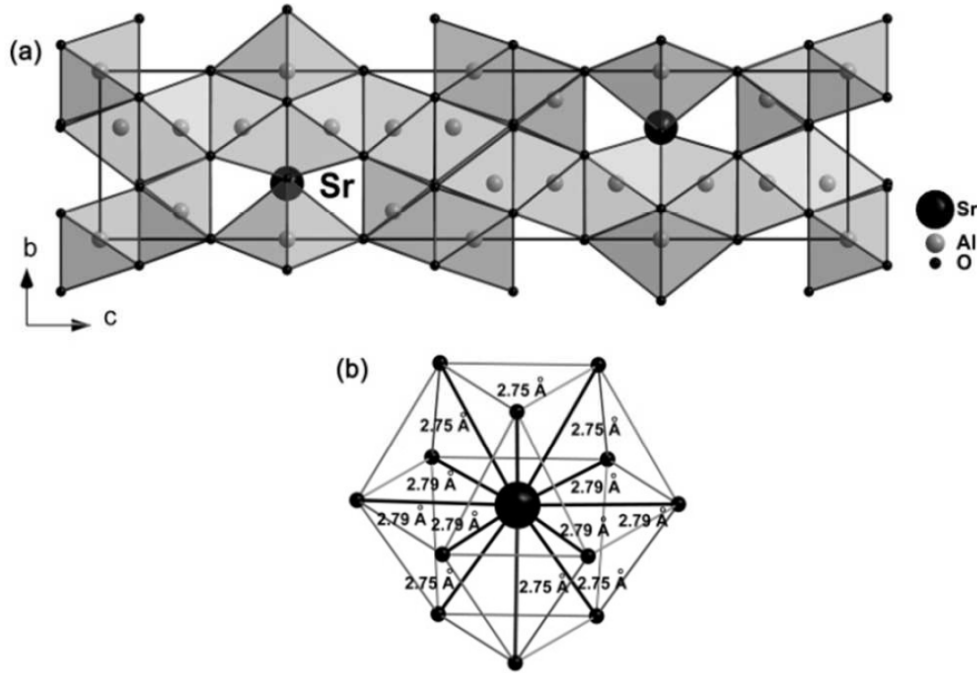 (a)
Sr
b
c
Sr
Al
O
(b)
2.75 Å
2.75 Å 2.75 Å
2.79 Å 2.79 Å
2.79 Å 2.79 Å 2.79 Å 2.79 Å
2.75 Å 2.75 Å 2.75 Å